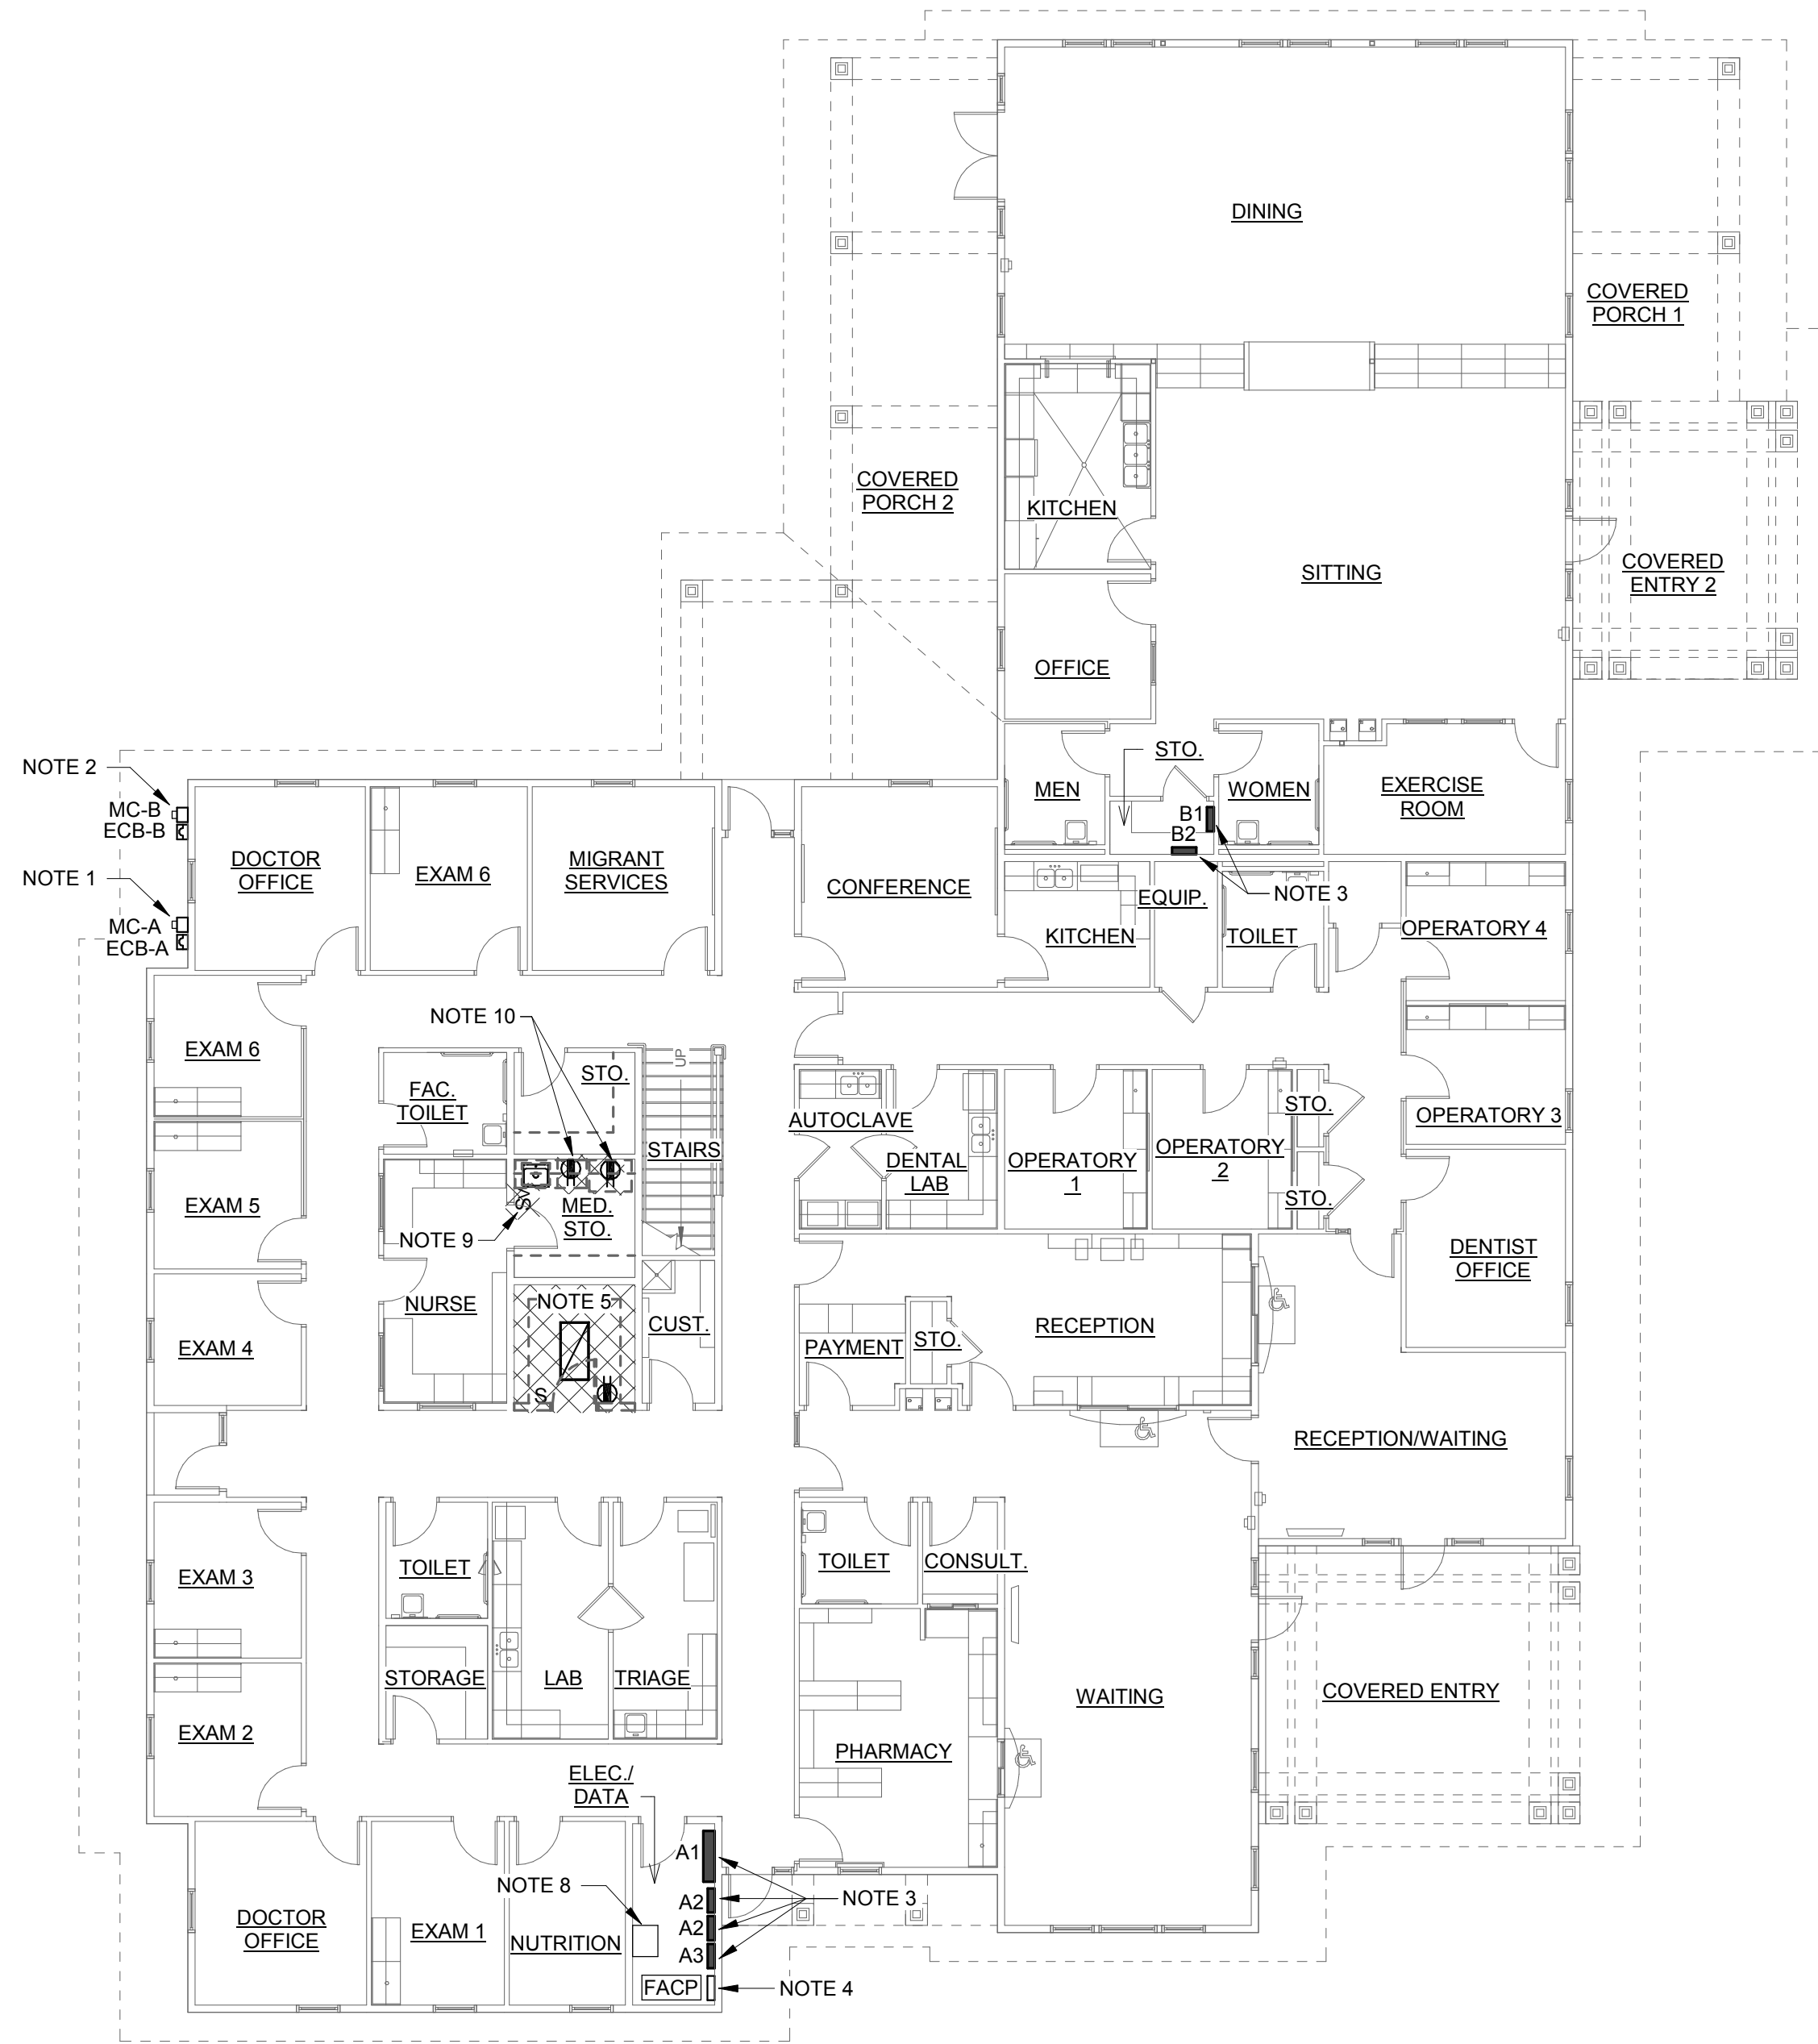 DINING
COVERED
PORCH 1
COVERED
PORCH 2
KITCHEN
SITTING
COVERED
ENTRY 2
OFFICE
NOTE 2
MC-B
ECB-B
NOTE 1
MC-A
ECB-A
DOCTOR
OFFICE
EXAM 6
MIGRANT
SERVICES
CONFERENCE
MEN
STO.
WOMEN
B1
B2
EXERCISE
ROOM
NOTE 3
EQUIP.
KITCHEN
TOILET
OPERATORY 4
NOTE 10
EXAM 6
FAC.
TOILET
STO.
UP
STAIRS
AUTOCLAVE
DENTAL
LAB
OPERATORY
1
OPERATORY
2
STO.
STO.
OPERATORY 3
EXAM 5
SV
MED.
STO.
NOTE 9
DENTIST
OFFICE
EXAM 4
NURSE
NOTE 5
S
CUST.
PAYMENT
STO.
RECEPTION
RECEPTION/WAITING
EXAM 3
TOILET
TOILET
CONSULT.
STORAGE
LAB
TRIAGE
WAITING
COVERED ENTRY
EXAM 2
PHARMACY
ELEC./
DATA
A1
NOTE 8
A2
NOTE 3
A2
A3
DOCTOR
OFFICE
EXAM 1
NUTRITION
FACP
NOTE 4